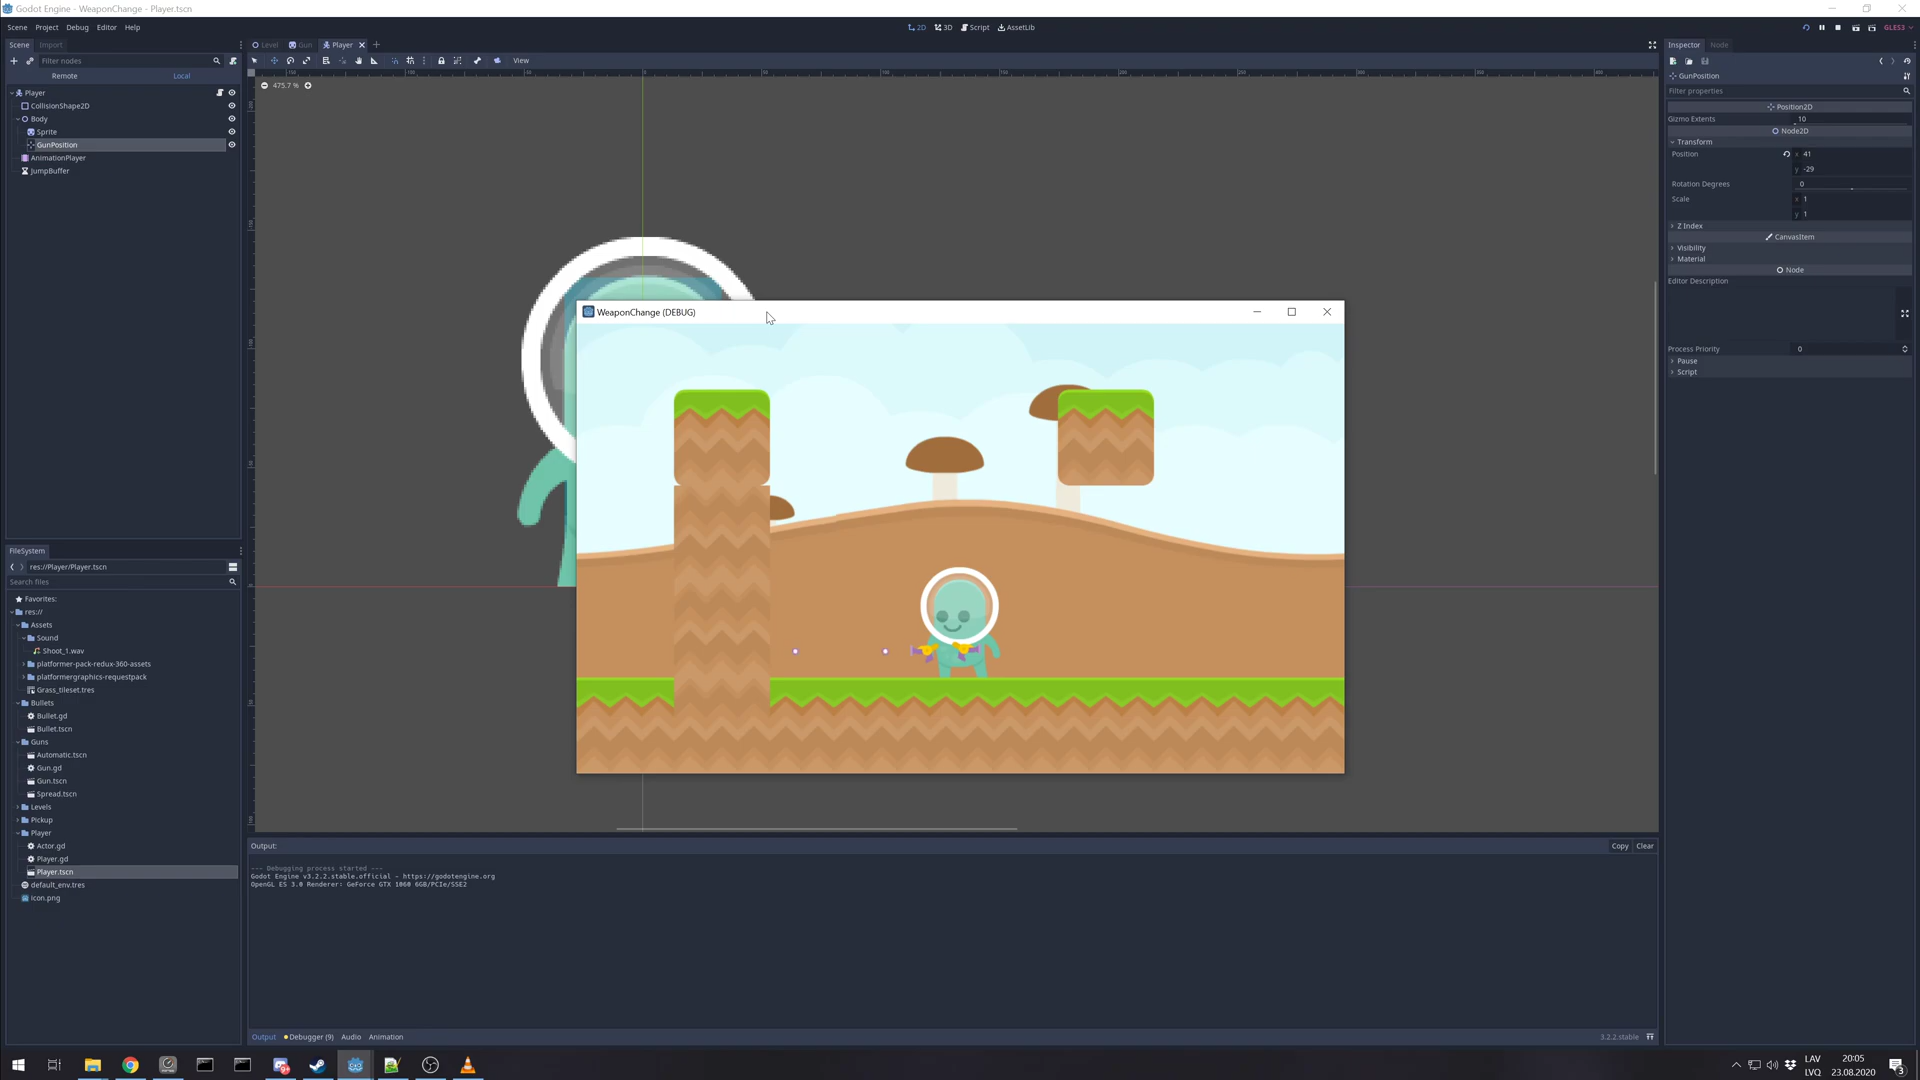 Godot Engine - WeaponChange - Player.tscn
Scene Project Debug Editor Help
2D 3D Script AssetLib
GLES3
Scene Import
Level Gun Player
Inspector Node
Filter nodes
View
Remote Local
475.7 %
Player
CollisionShape2D
Body
Sprite
GunPosition
AnimationPlayer
JumpBuffer
GunPosition
Filter properties
Position2D
Gizmo Extents 10
Node2D
Transform
Position x 41
y -29
Rotation Degrees 0
Scale x 1
y 1
Z Index
CanvasItem
Visibility
Material
Node
Editor Description
Process Priority 0
Pause
Script
WeaponChange (DEBUG)
FileSystem
res://Player/Player.tscn
Search files
Favorites:
res://
Assets
Sound
Shoot_1.wav
platformer-pack-redux-360-assets
platformergraphics-requestpack
Grass_tileset.tres
Bullets
Bullet.gd
Bullet.tscn
Guns
Automatic.tscn
Gun.gd
Gun.tscn
Spread.tscn
Levels
Pickup
Player
Actor.gd
Player.gd
Player.tscn
default_env.tres
icon.png
Output: Copy Clear
--- Debugging process started ---
Godot Engine v3.2.2.stable.official - https://godotengine.org
OpenGL ES 3.0 Renderer: GeForce GTX 1060 6GB/PCIe/SSE2
Output Debugger (9) Audio Animation
3.2.2.stable
9+
LAV
LVQ
20:05
23.08.2020
3